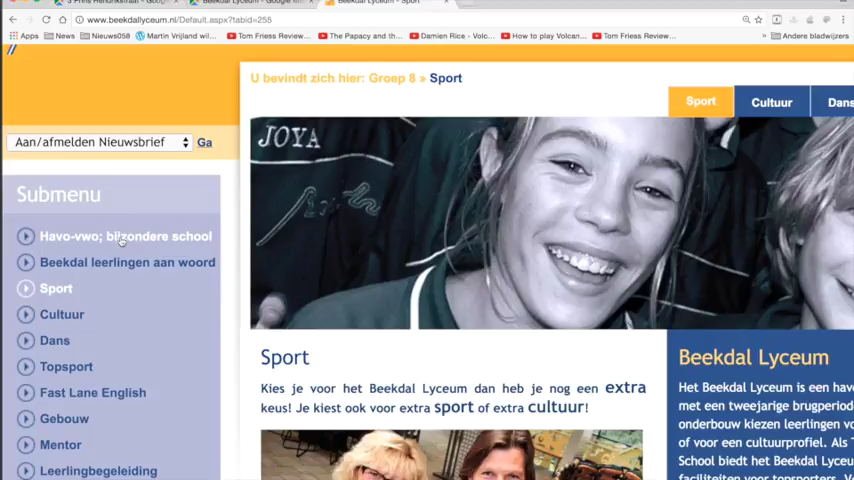 Beekdal Lyceum - Sport
www.beekdallyceum.nl/Default.aspx?tabid=255
Apps News Nieuws058 Martin Vrijland wil... Tom Friess Review... The Papacy and th... Damien Rice - Volc... How to play Volcan... Tom Friess Review... » Andere bladwijzers
//
U bevindt zich hier: Groep 8 » Sport
Sport Cultuur Dans
Aan/afmelden Nieuwsbrief Ga
JOYA
Submenu
Havo-vwo; bijzondere school
Beekdal leerlingen aan woord
Sport
Cultuur
Dans
Topsport
Fast Lane English
Gebouw
Mentor
Leerlingbegeleiding
Sport
Kies je voor het Beekdal Lyceum dan heb je nog een extra
keus! Je kiest ook voor extra sport of extra cultuur!
Beekdal Lyceum
Het Beekdal Lyceum is een hav
met een tweejarige brugperiode
onderbouw kiezen leerlingen vo
of voor een cultuurprofiel. Als T
School biedt het Beekdal Lyceu
faciliteiten voor topsporters. V